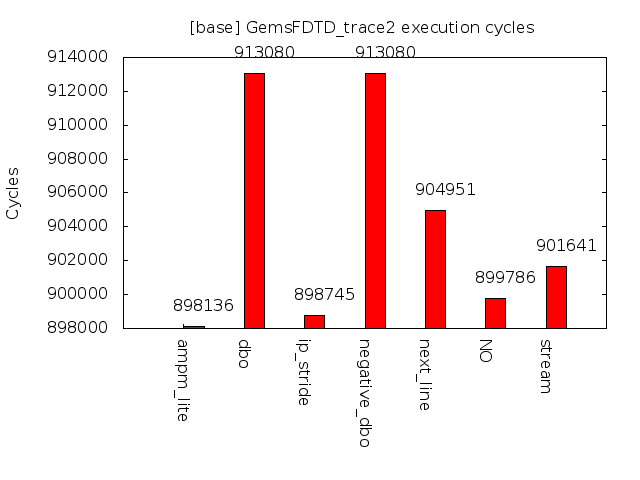 [base] GemsFDTD_trace2 execution cycles
Cycles
914000
912000
910000
908000
906000
904000
902000
900000
898000
898136
913080
898745
913080
904951
899786
901641
ampm_lite
dbo
ip_stride
negative_dbo
next_line
NO
stream